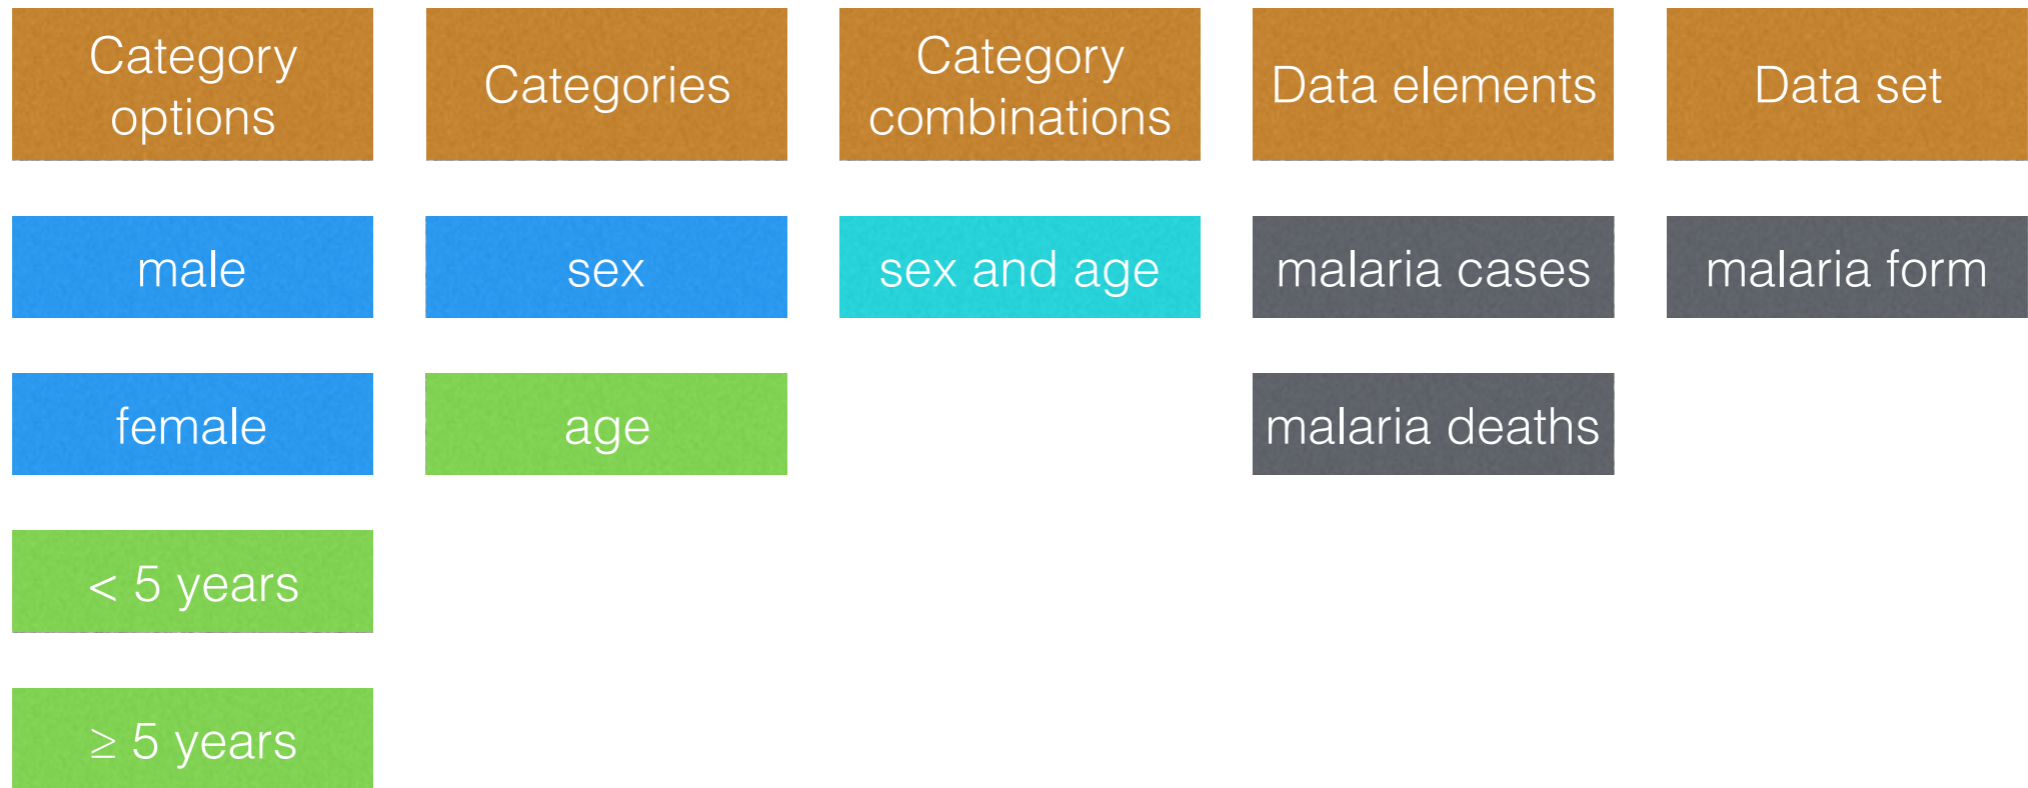 Category
options
Categories
Category
combinations
Data elements
Data set
male
sex
sex and age
malaria cases
malaria form
female
age
malaria deaths
< 5 years
≥ 5 years